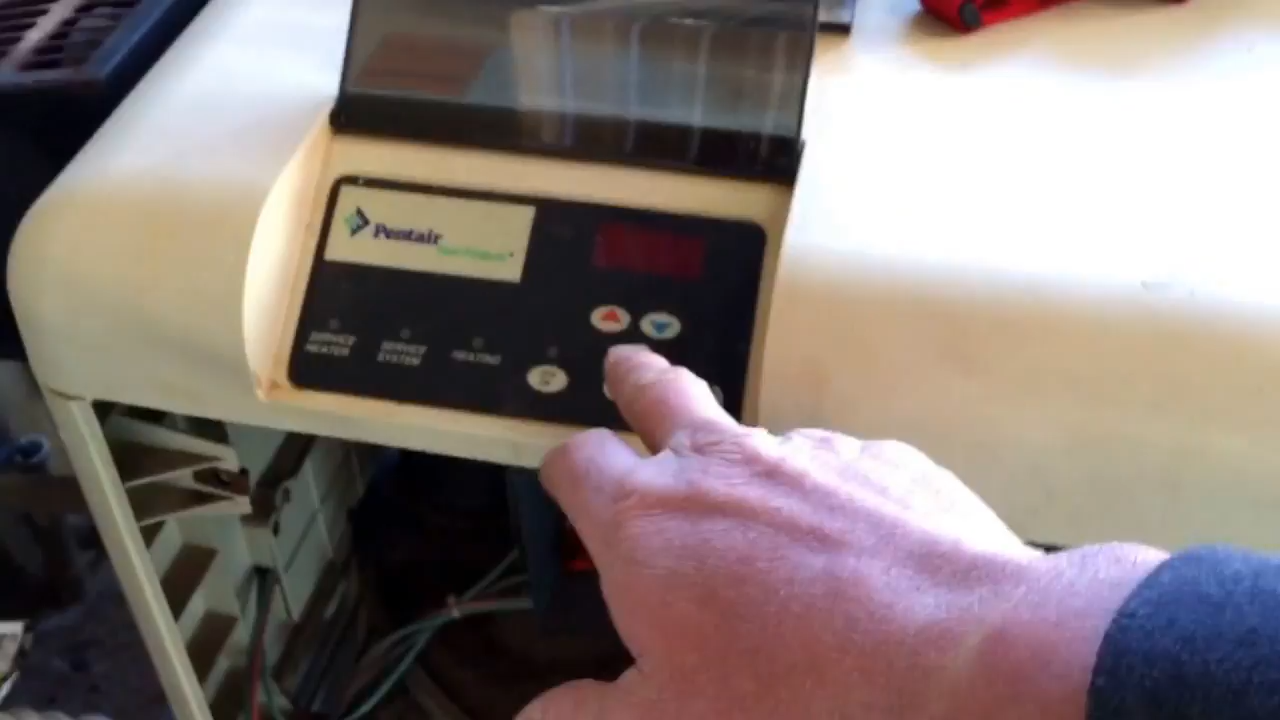 Pentair
SERVICE
HEATER
SERVICE
SYSTEM
HEATING